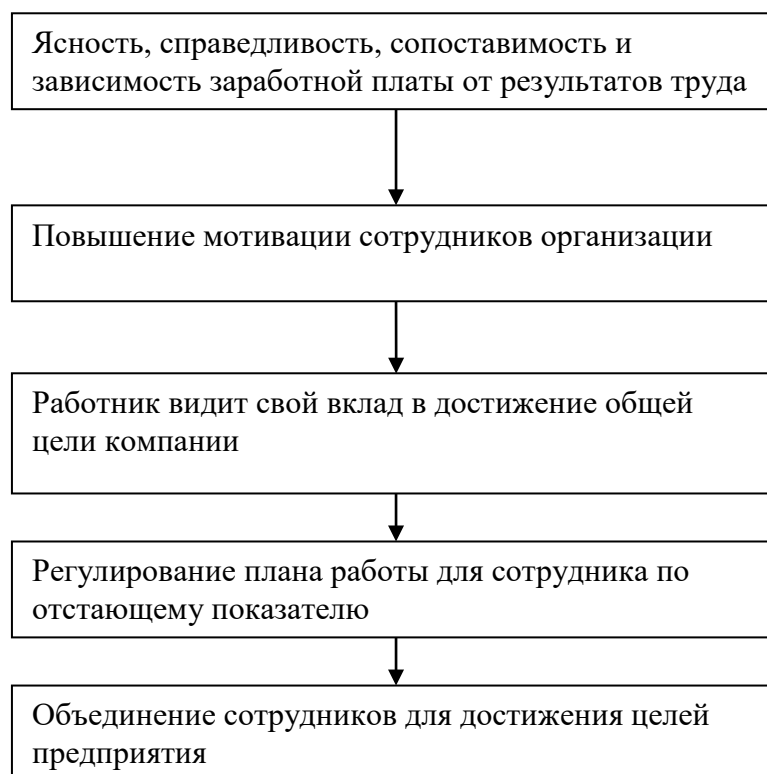 Ясность, справедливость, сопоставимость и
зависимость заработной платы от результатов труда
Повышение мотивации сотрудников организации
Работник видит свой вклад в достижение общей
цели компании
Регулирование плана работы для сотрудника по
отстающему показателю
Объединение сотрудников для достижения целей
предприятия